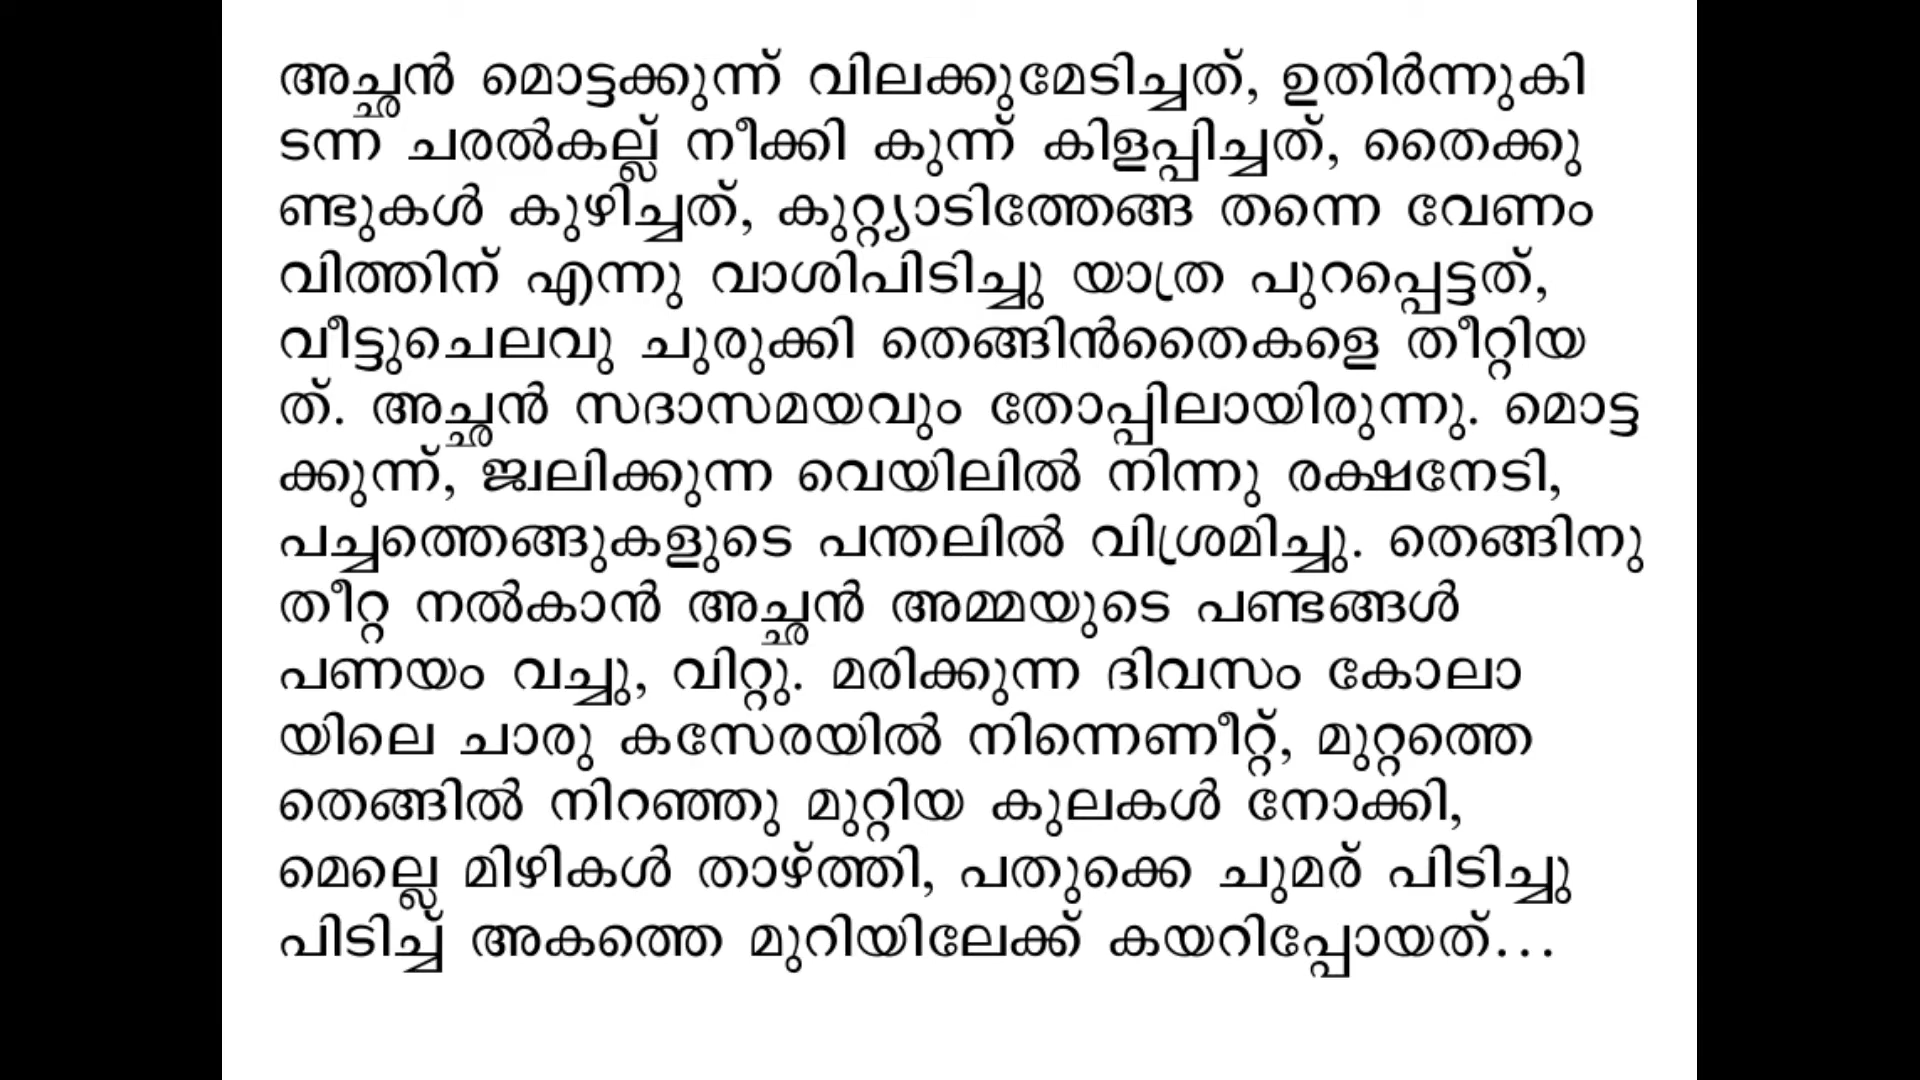 അച്ഛൻ മൊട്ടക്കുന്ന് വിലക്കുമേടിച്ചത്, ഉതിർന്നുകി
ടന്ന ചരൽകല്ല് നീക്കി കുന്ന് കിളപ്പിച്ചത്, തൈക്കു
ണ്ടുകൾ കുഴിച്ചത്, കുറ്റ്യാടിത്തേങ്ങ തന്നെ വേണം
വിത്തിന് എന്നു വാശിപിടിച്ചു യാത്ര പുറപ്പെട്ടത്,
വീട്ടുചെലവു ചുരുക്കി തെങ്ങിൻതൈകളെ തീറ്റിയ
ത്. അച്ഛൻ സദാസമയവും തോപ്പിലായിരുന്നു. മൊട്ട
ക്കുന്ന്, ജ്വലിക്കുന്ന വെയിലിൽ നിന്നു രക്ഷനേടി,
പച്ചത്തെങ്ങുകളുടെ പന്തലിൽ വിശ്രമിച്ചു. തെങ്ങിനു
തീറ്റ നൽകാൻ അച്ഛൻ അമ്മയുടെ പണ്ടങ്ങൾ
പണയം വച്ചു, വിറ്റു. മരിക്കുന്ന ദിവസം കോലാ
യിലെ ചാരു കസേരയിൽ നിന്നെണീറ്റ്, മുറ്റത്തെ
തെങ്ങിൽ നിറഞ്ഞു മുറ്റിയ കുലകൾ നോക്കി,
മെല്ലെ മിഴികൾ താഴ്ത്തി, പതുക്കെ ചുമര് പിടിച്ചു
പിടിച്ച് അകത്തെ മുറിയിലേക്ക് കയറിപ്പോയത്...